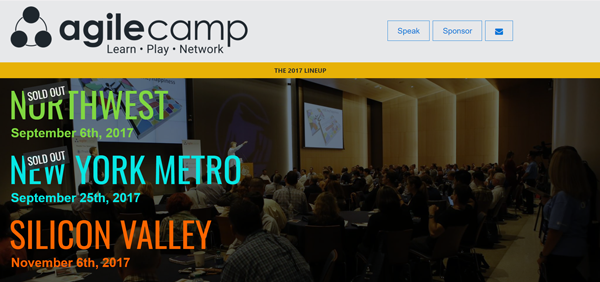 agilecamp
Learn • Play • Network
Speak
Sponsor
THE 2017 LINEUP
SOLD OUT
NORTHWEST
September 6th, 2017
SOLD OUT
NEW YORK METRO
September 25th, 2017
SILICON VALLEY
November 6th, 2017